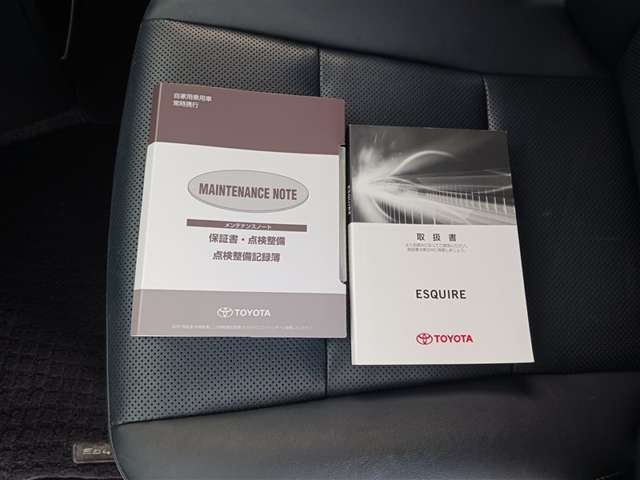 自家用乗用車
常時携行
MAINTENANCE NOTE
メンテナンスノート
保証書・点検整備
点検整備記録簿
TOYOTA
ESQUIRE
取扱書
ESQUIRE
TOYOTA